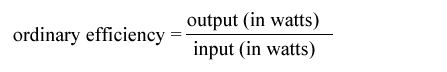 ordinary efficiency = output (in watts)
input (in watts)